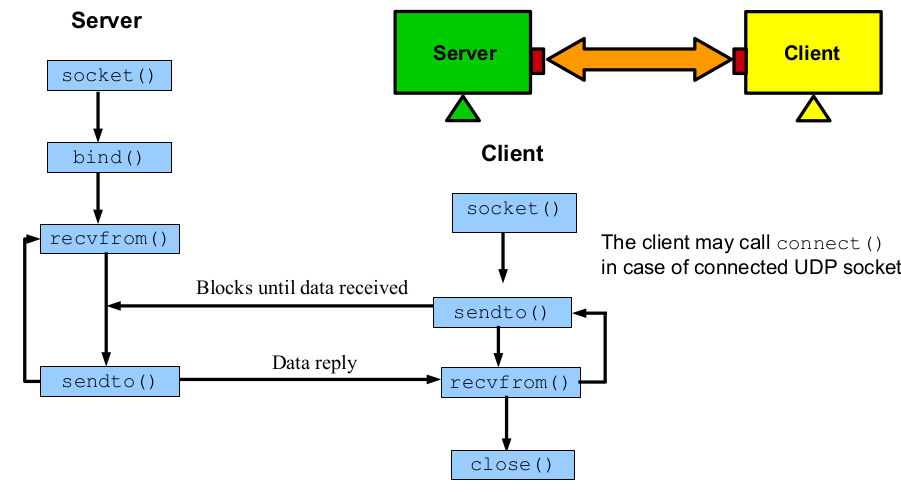 Server
socket()
bind()
recvfrom()
sendto()
Server
Client
Client
socket()
The client may call connect()
in case of connected UDP socket
Blocks until data received
sendto()
Data reply
recvfrom()
close()